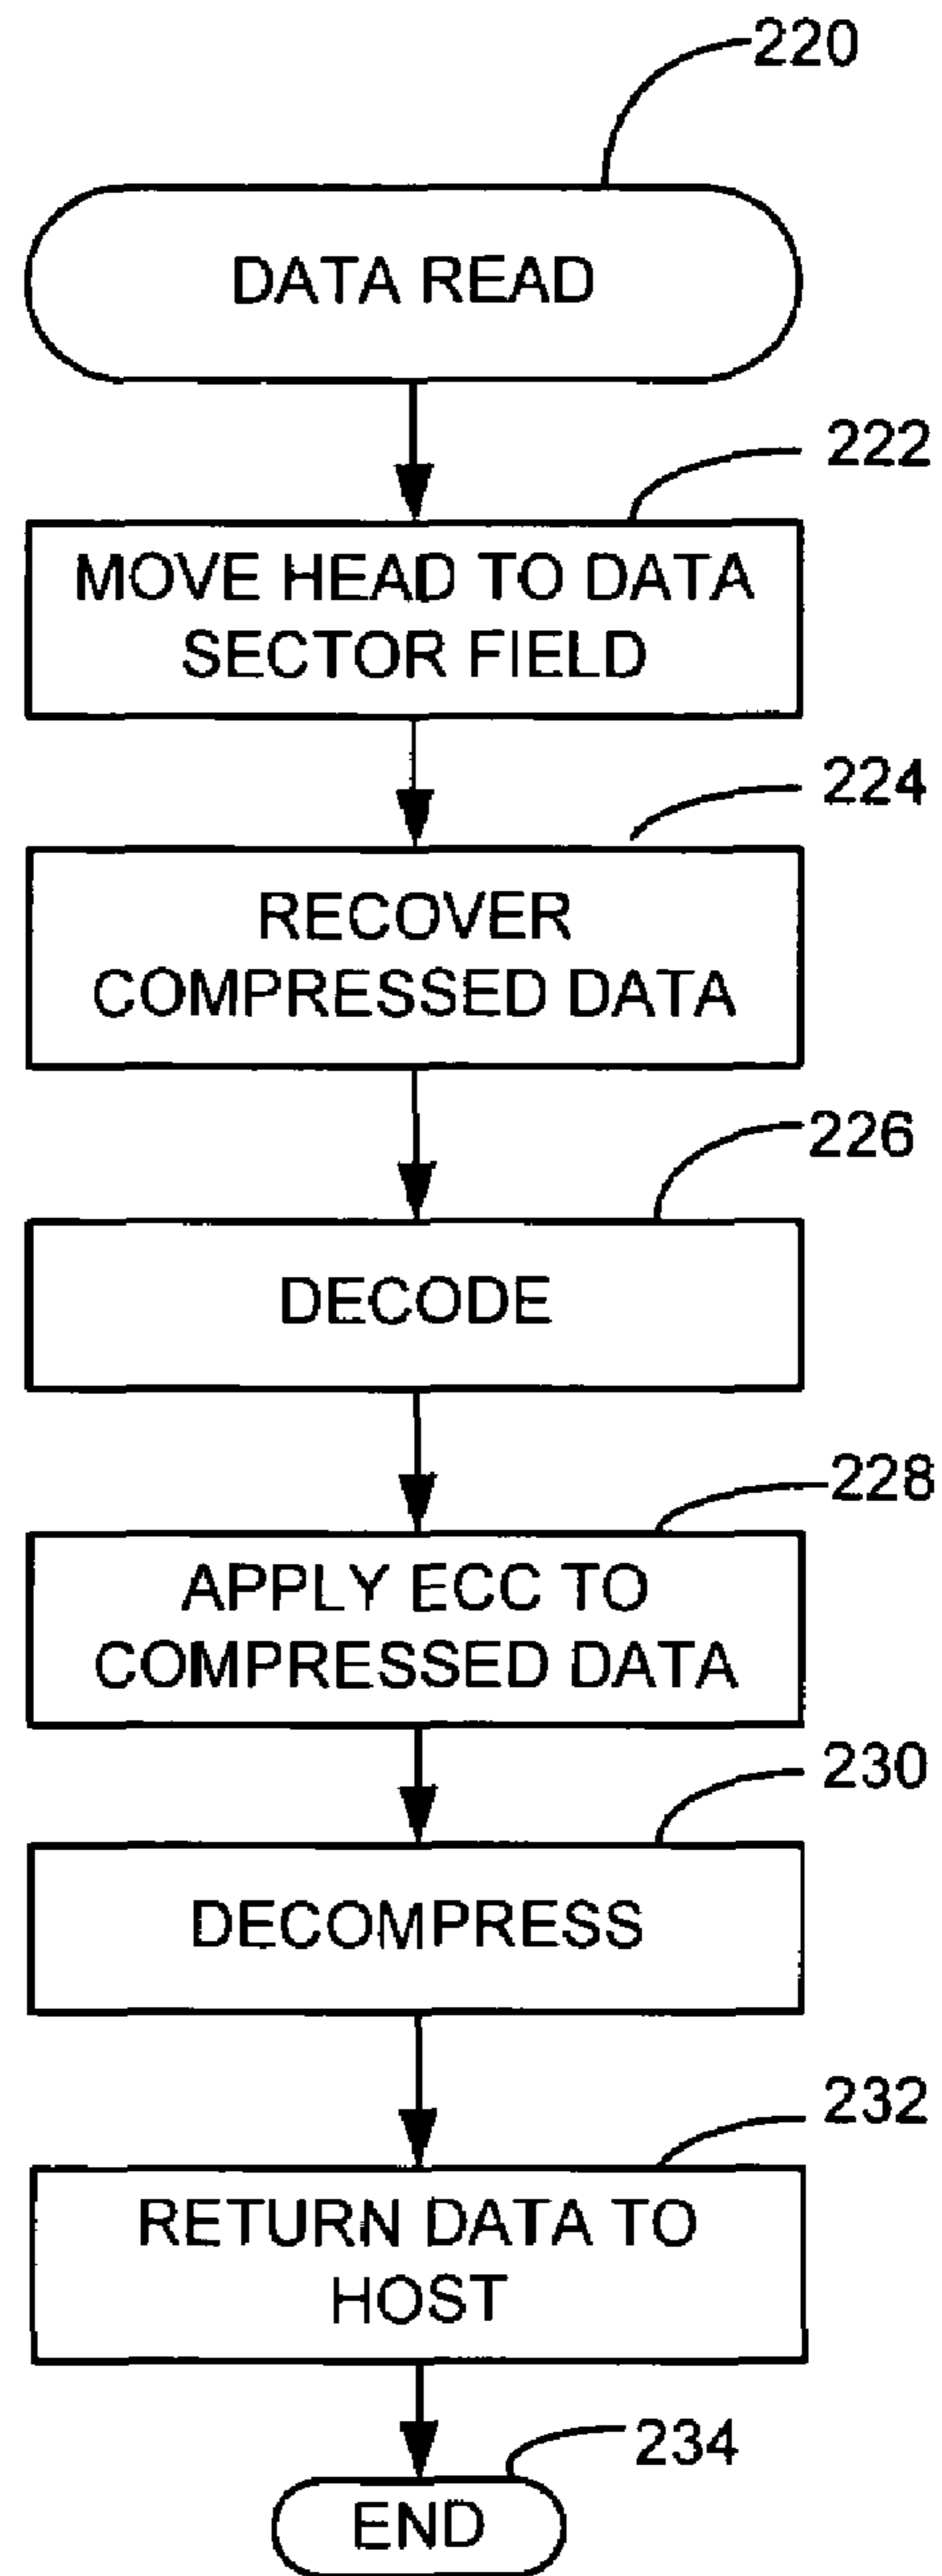 220
DATA READ
222
MOVE HEAD TO DATA
SECTOR FIELD
224
RECOVER
COMPRESSED DATA
226
DECODE
228
APPLY ECC TO
COMPRESSED DATA
230
DECOMPRESS
232
RETURN DATA TO
HOST
234
END